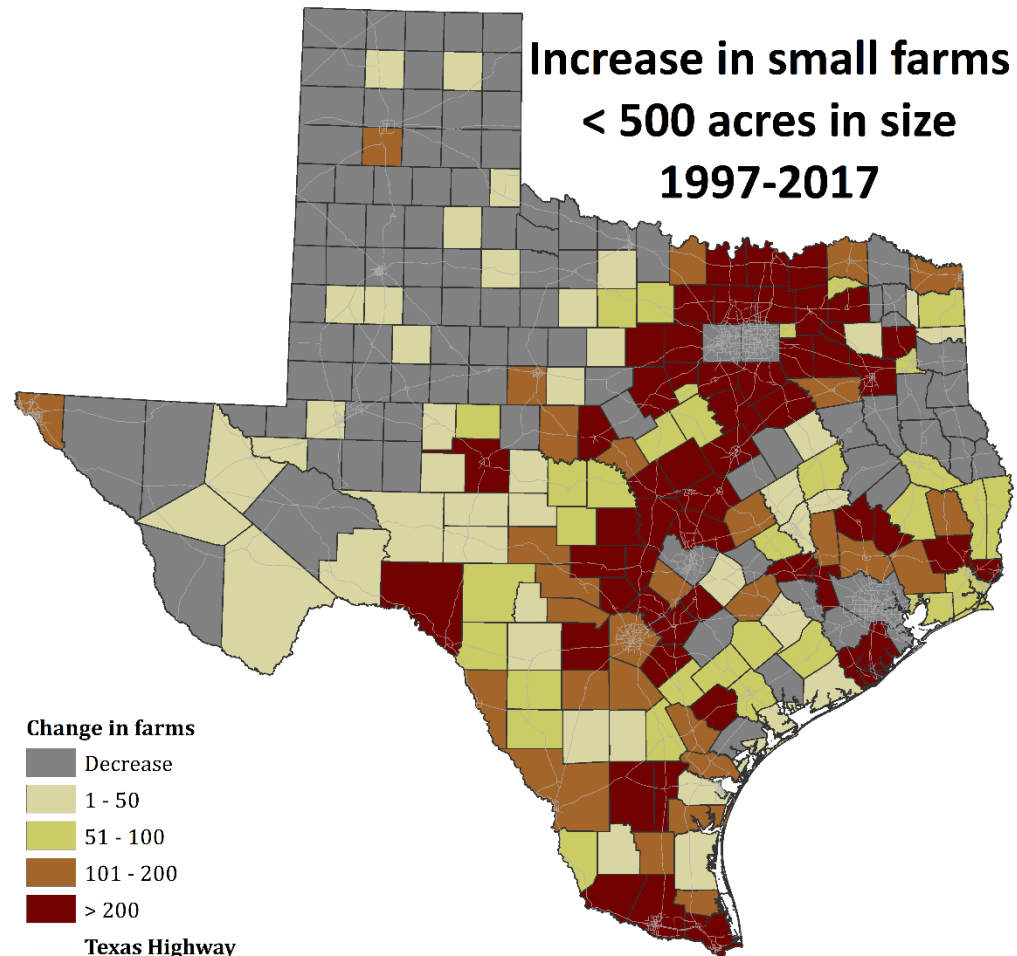 Increase in small farms
< 500 acres in size
1997-2017
Change in farms
Decrease
1 - 50
51 - 100
101 - 200
> 200
Texas Highway